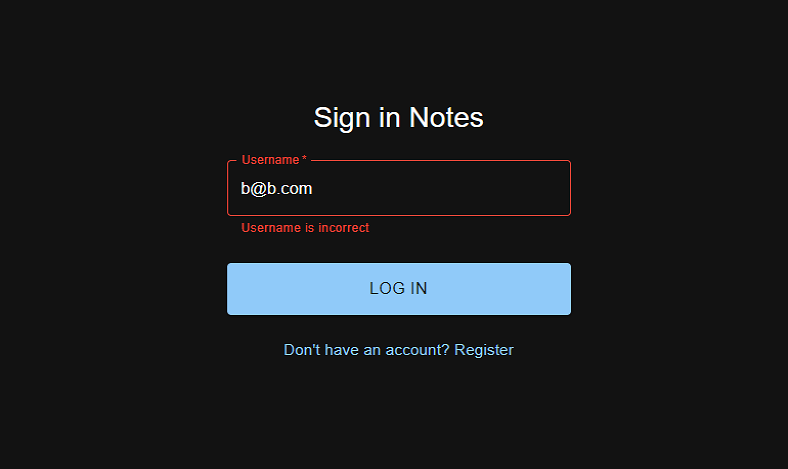 Sign in Notes
Username *
b@b.com
Username is incorrect
LOG IN
Don't have an account? Register